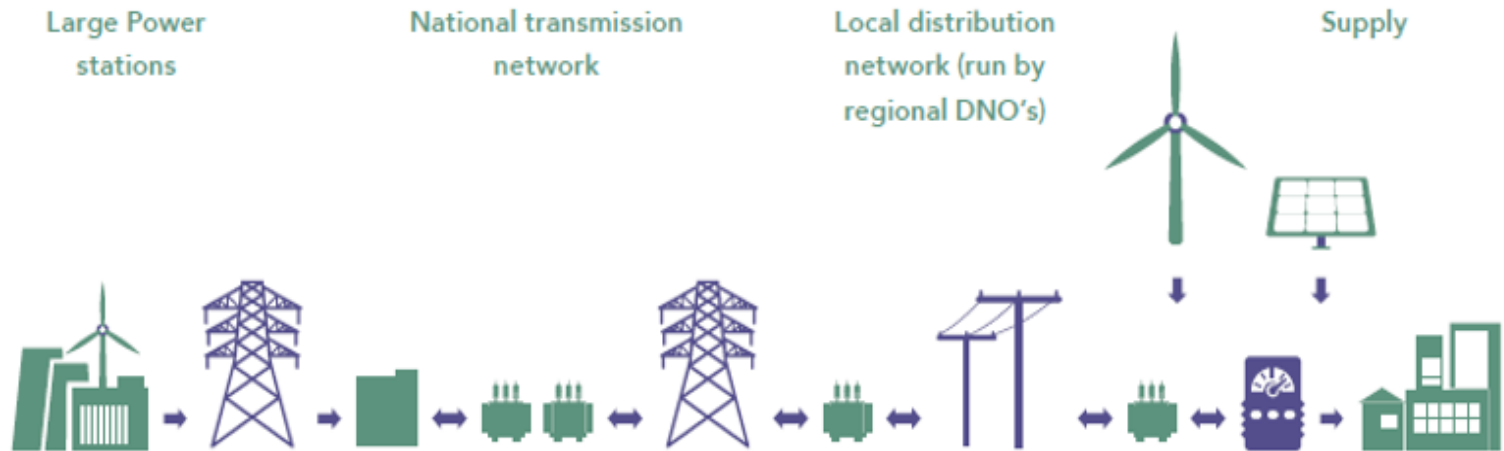 Large Power
stations
National transmission
network
Local distribution
network (run by
regional DNO's)
Supply